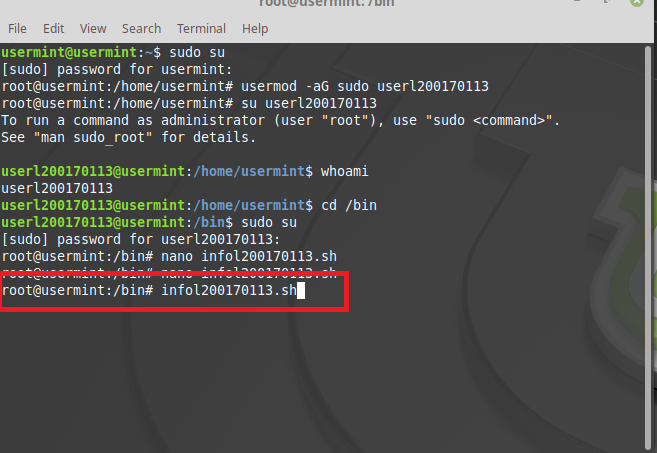 root@usermint: /bin
File Edit View Search Terminal Help
usermint@usermint:~$ sudo su
[sudo] password for usermint:
root@usermint:/home/usermint# usermod -aG sudo userl200170113
root@usermint:/home/usermint# su userl200170113
To run a command as administrator (user "root"), use "sudo <command>".
See "man sudo_root" for details.
userl200170113@usermint:/home/usermint$ whoami
userl200170113
userl200170113@usermint:/home/usermint$ cd /bin
userl200170113@usermint:/bin$ sudo su
[sudo] password for userl200170113:
root@usermint:/bin# nano infol200170113.sh
root@usermint:/bin# nano infol200170113.sh
root@usermint:/bin# infol200170113.sh